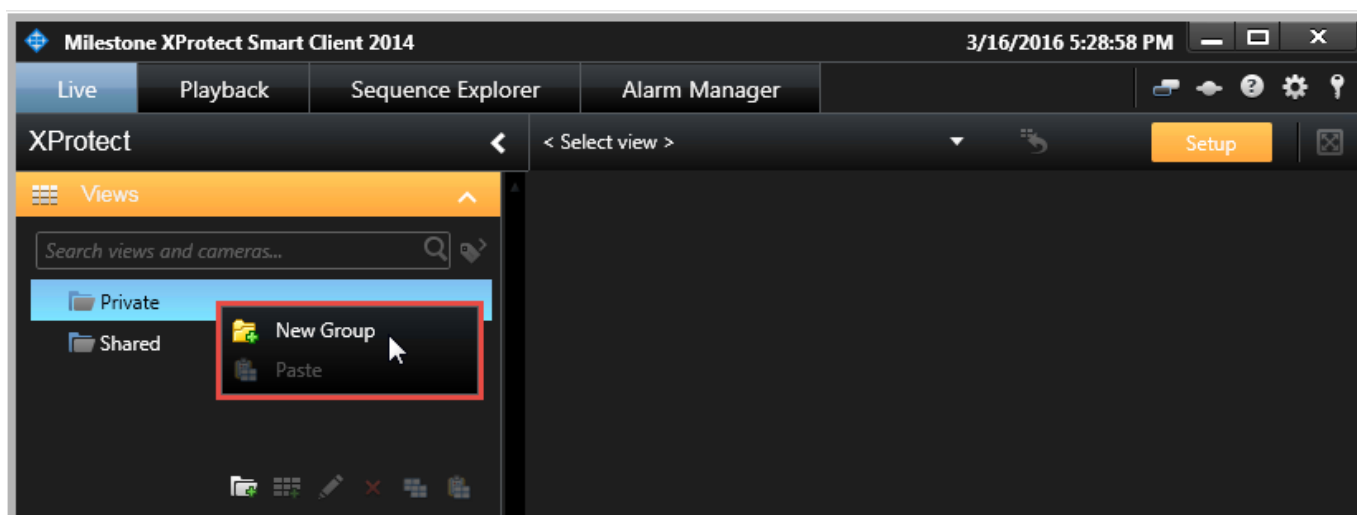 Milestone XProtect Smart Client 2014 3/16/2016 5:28:58 PM
Live Playback Sequence Explorer Alarm Manager
XProtect < Select view > Setup
Views
Search views and cameras...
Private
New Group
Shared
Paste